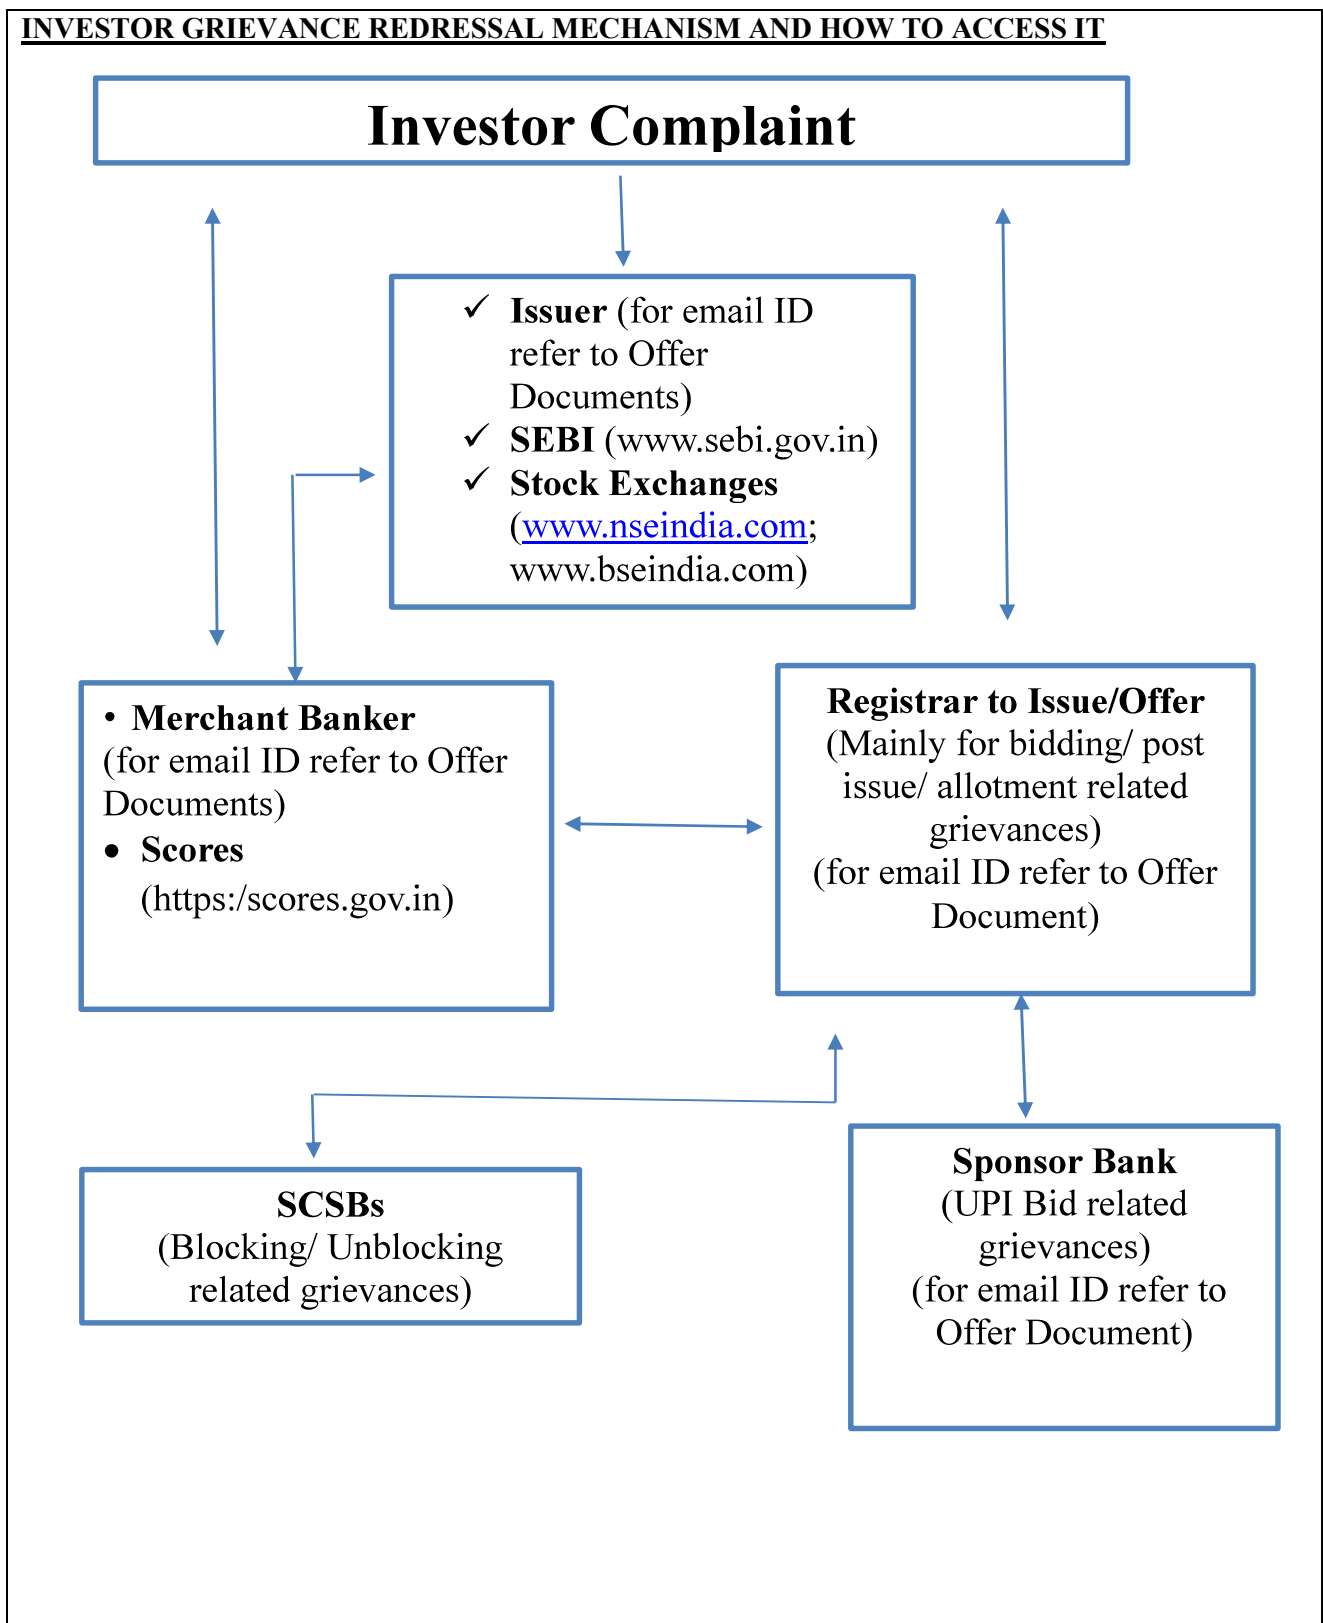 INVESTOR GRIEVANCE REDRESSAL MECHANISM AND HOW TO ACCESS IT
Investor Complaint
✓ Issuer (for email ID
refer to Offer
Documents)
✓ SEBI (www.sebi.gov.in)
✓ Stock Exchanges
(www.nseindia.com;
www.bseindia.com)
• Merchant Banker
(for email ID refer to Offer
Documents)
• Scores
(https:/scores.gov.in)
Registrar to Issue/Offer
(Mainly for bidding/ post
issue/ allotment related
grievances)
(for email ID refer to Offer
Document)
SCSBs
(Blocking/ Unblocking
related grievances)
Sponsor Bank
(UPI Bid related
grievances)
(for email ID refer to
Offer Document)